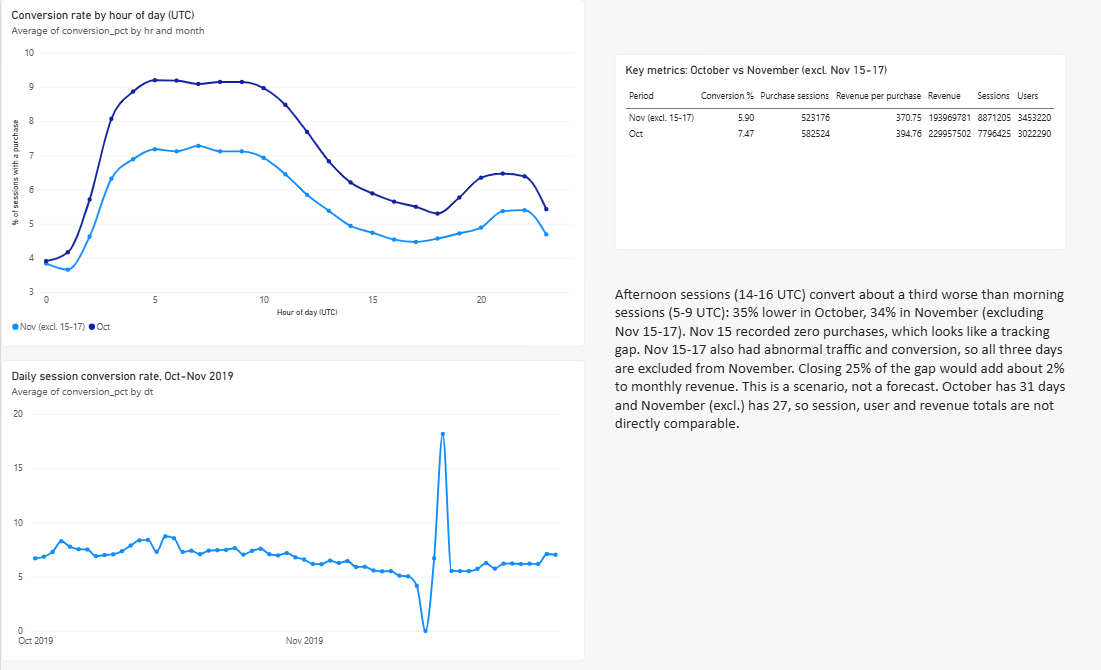 Conversion rate by hour of day (UTC)
Average of conversion_pct by hr and month
% of sessions with a purchase
10
9
8
7
6
5
4
3
0 5 10 15 20
Hour of day (UTC)
Nov (excl. 15-17) Oct
Key metrics: October vs November (excl. Nov 15-17)
Period Conversion % Purchase sessions Revenue per purchase Revenue Sessions Users
Nov (excl. 15-17) 5.90 523176 370.75 193969781 8871205 3453220
Oct 7.47 582524 394.76 229957502 7796425 3022290
Afternoon sessions (14-16 UTC) convert about a third worse than morning
sessions (5-9 UTC): 35% lower in October, 34% in November (excluding
Nov 15-17). Nov 15 recorded zero purchases, which looks like a tracking
gap. Nov 15-17 also had abnormal traffic and conversion, so all three days
are excluded from November. Closing 25% of the gap would add about 2%
to monthly revenue. This is a scenario, not a forecast. October has 31 days
and November (excl.) has 27, so session, user and revenue totals are not
directly comparable.
Daily session conversion rate, Oct-Nov 2019
Average of conversion_pct by dt
20
15
10
5
0
Oct 2019 Nov 2019